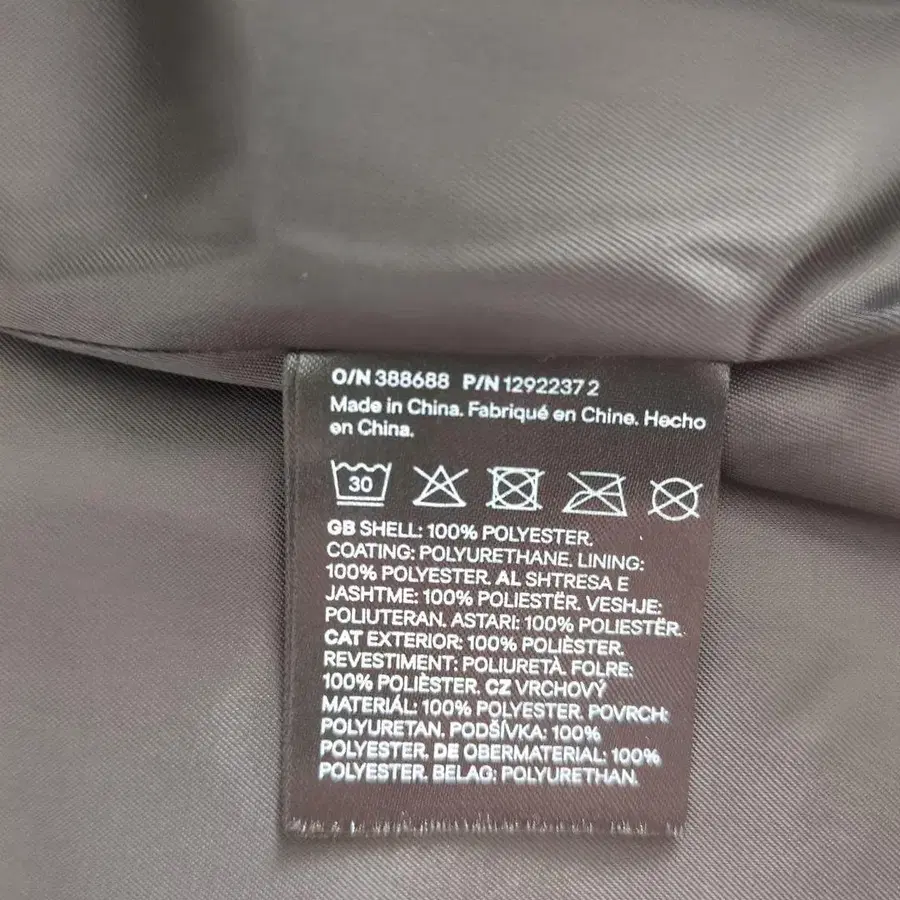 O/N 388688 P/N 1292237 2
Made in China. Fabriqué en Chine. Hecho
en China.
30
GB SHELL: 100% POLYESTER.
COATING: POLYURETHANE. LINING:
100% POLYESTER. AL SHTRESA E
JASHTME: 100% POLIESTËR. VESHJE:
POLIUTERAN. ASTARI: 100% POLIESTËR.
CAT EXTERIOR: 100% POLIÈSTER.
REVESTIMENT: POLIURETÀ. FOLRE:
100% POLIÈSTER. CZ VRCHOVÝ
MATERIÁL: 100% POLYESTER. POVRCH:
POLYURETAN. PODŠÍVKA: 100%
POLYESTER. DE OBERMATERIAL: 100%
POLYESTER. BELAG: POLYURETHAN.